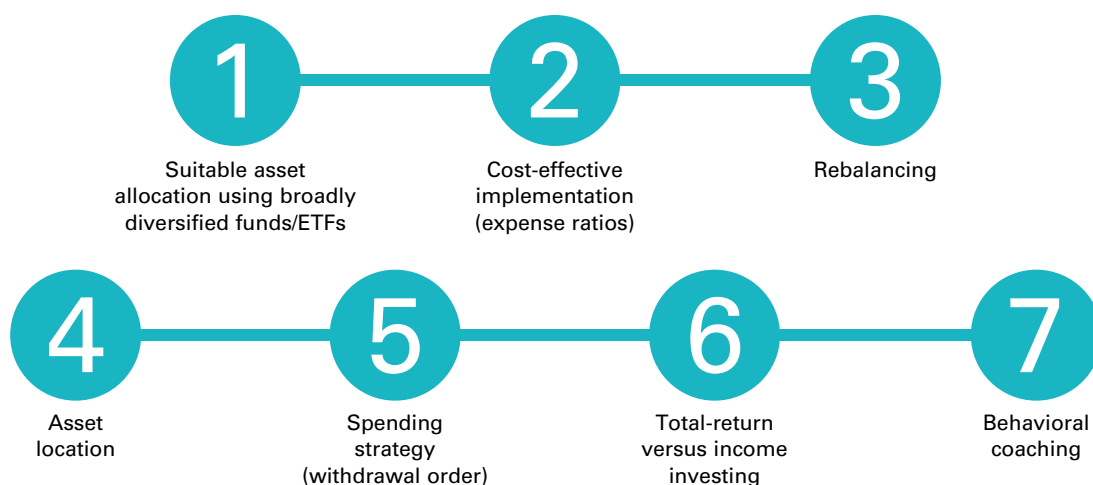 1
2
3
Suitable asset
allocation using broadly
diversified funds/ETFs
Cost-effective
implementation
(expense ratios)
Rebalancing
4
5
6
7
Asset
location
Spending
strategy
(withdrawal order)
Total-return
versus income
investing
Behavioral
coaching